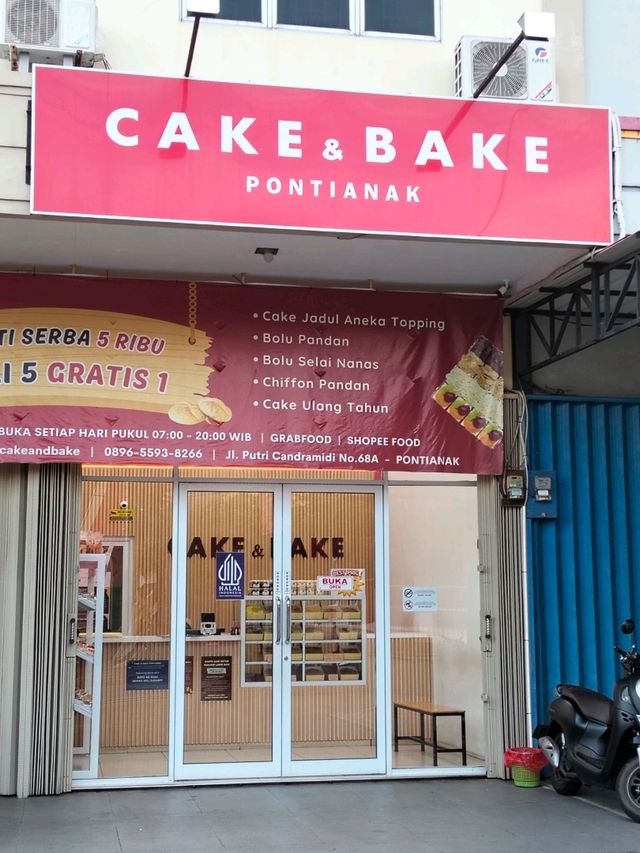 CAKE & BAKE
PONTIANAK
TI SERBA 5 RIBU
I 5 GRATIS 1
• Cake Jadul Aneka Topping
• Bolu Pandan
• Bolu Selai Nanas
• Chiffon Pandan
• Cake Ulang Tahun
BUKA SETIAP HARI PUKUL 07:00 - 20:00 WIB | GRABFOOD | SHOPEE FOOD
cakeandbake | 0896-5593-8266 | Jl. Putri Candramidi No.68A - PONTIANAK
CAKE & BAKE
HALAL
INDONESIA
BUKA
OPEN
GREE